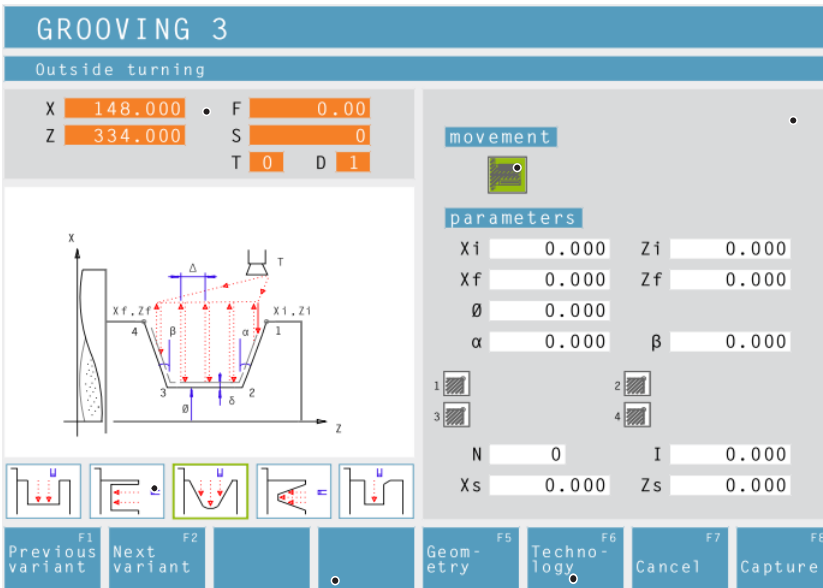 GROOVING 3
Outside turning
X 148.000 F 0.00
Z 334.000 S 0
T 0 D 1
movement
parameters
Xi 0.000 Zi 0.000
Xf 0.000 Zf 0.000
Ø 0.000
α 0.000 β 0.000
1 2
3 4
N 0 I 0.000
Xs 0.000 Zs 0.000
X
Δ
T
Xf,Zf Xi,Zi
4 β α 1
3 2
Ø δ
Z
F1
Previous
variant
F2
Next
variant
F5
Geom-
etry
F6
Techno-
logy
F7
Cancel
F8
Capture